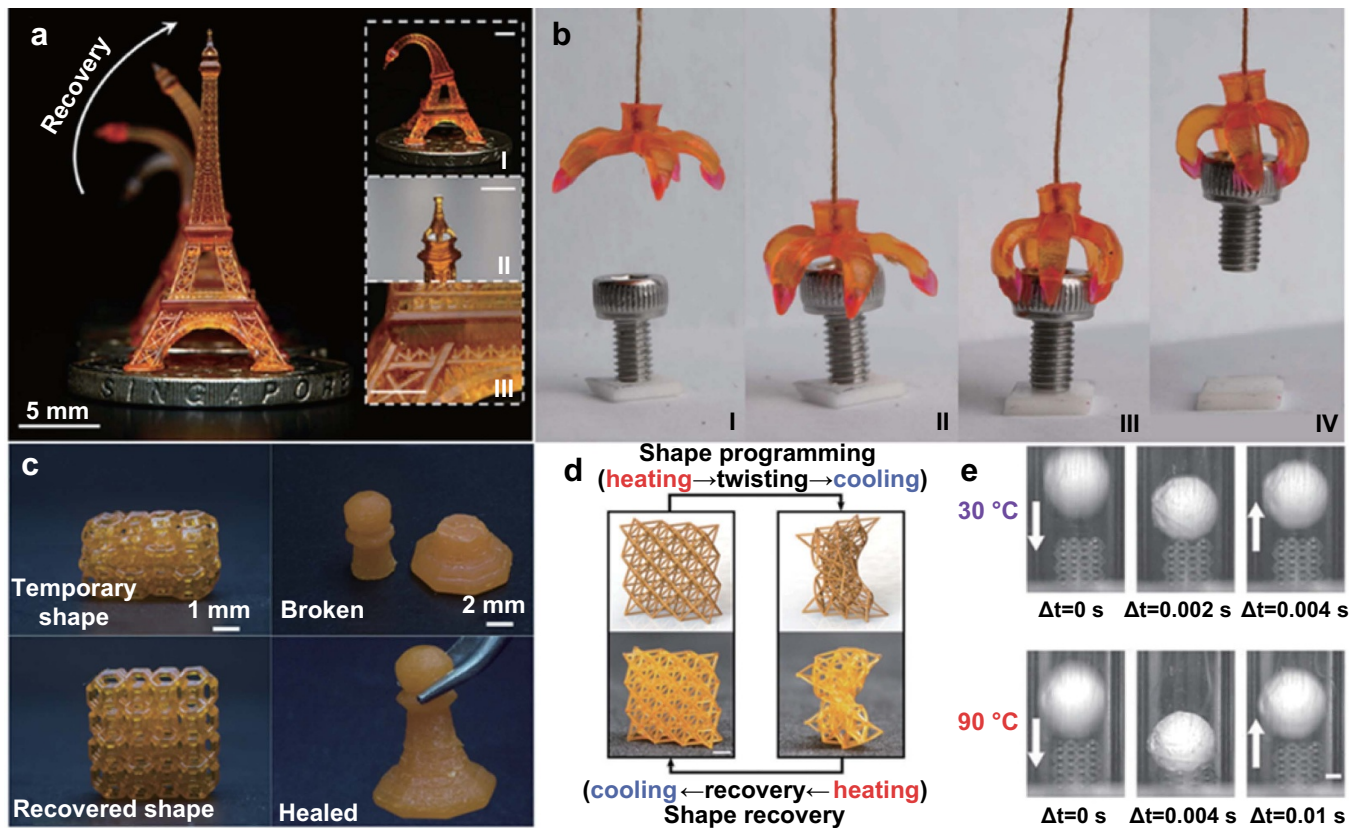 a
Recovery
I
II
III
SINGAPORE
5 mm
b
I
II
III
IV
c
Temporary
shape
1 mm
Broken
2 mm
Recovered shape
Healed
d
Shape programming
(heating→twisting→cooling)
(cooling←recovery←heating)
Shape recovery
e
30 °C
Δt=0 s
Δt=0.002 s
Δt=0.004 s
90 °C
Δt=0 s
Δt=0.004 s
Δt=0.01 s